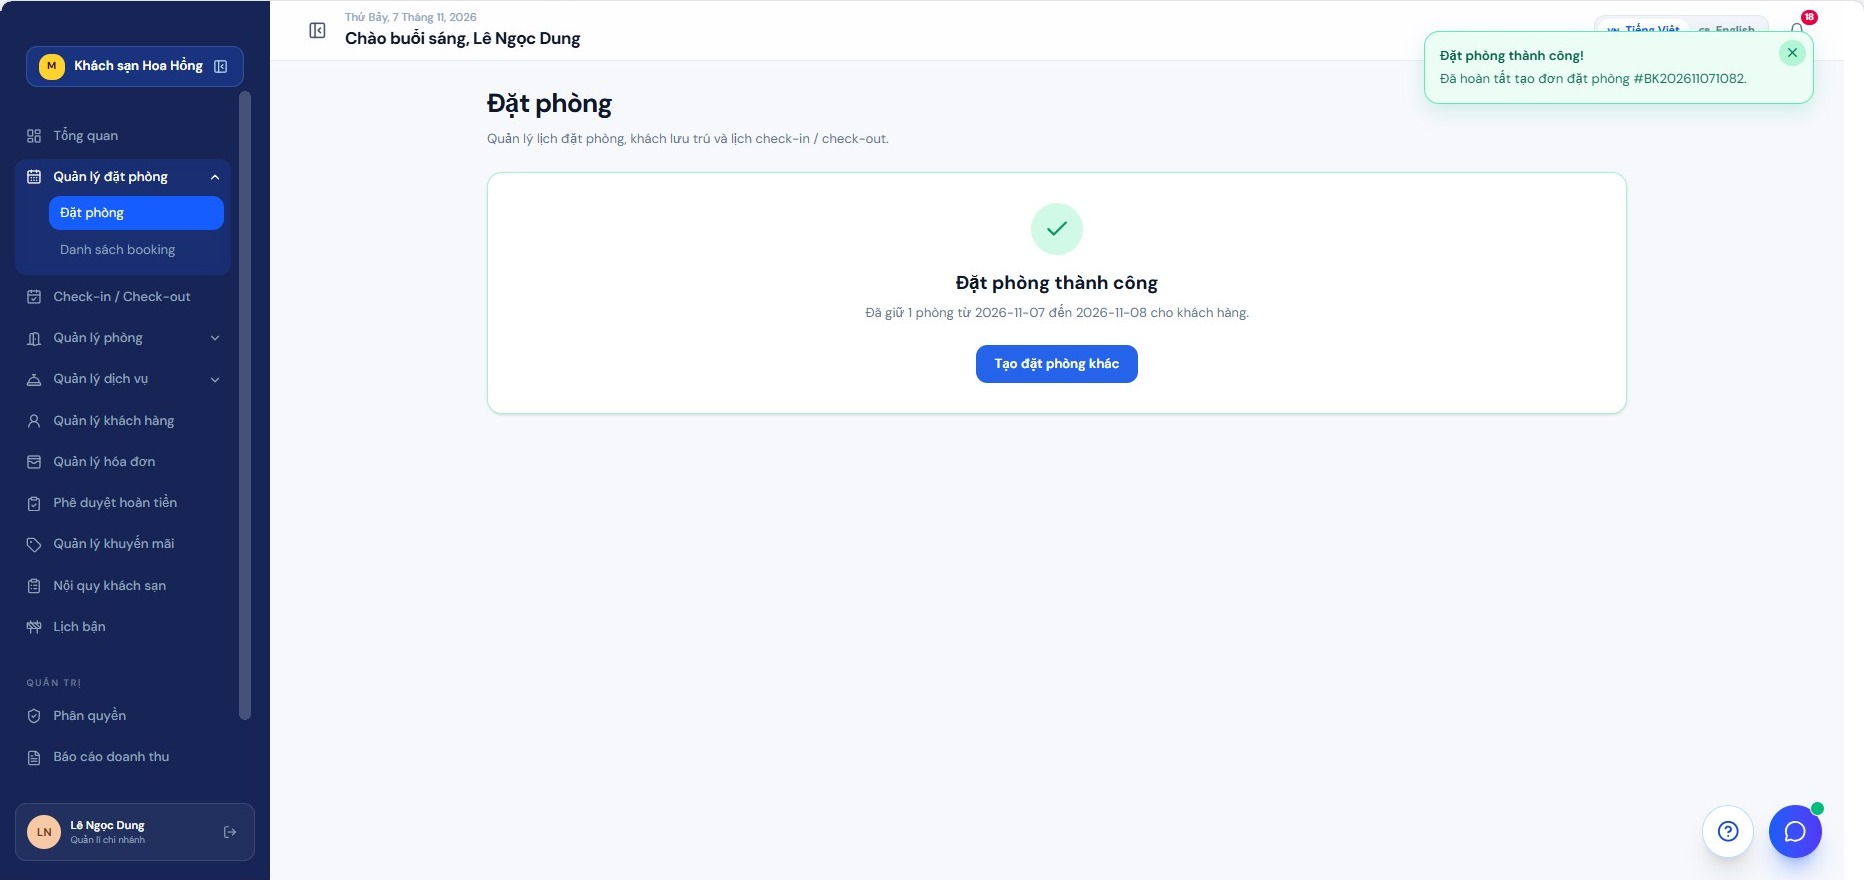 M Khách sạn Hoa Hồng
Tổng quan
Quản lý đặt phòng
Đặt phòng
Danh sách booking
Check-in / Check-out
Quản lý phòng
Quản lý dịch vụ
Quản lý khách hàng
Quản lý hóa đơn
Phê duyệt hoàn tiền
Quản lý khuyến mãi
Nội quy khách sạn
Lịch bận
QUẢN TRỊ
Phân quyền
Báo cáo doanh thu
LN
Lê Ngọc Dung
Quản lí chi nhánh
Thứ Bảy, 7 Tháng 11, 2026
Chào buổi sáng, Lê Ngọc Dung
VN Tiếng Việt
GB English
18
Đặt phòng thành công!
Đã hoàn tất tạo đơn đặt phòng #BK202611071082.
Đặt phòng
Quản lý lịch đặt phòng, khách lưu trú và lịch check-in / check-out.
Đặt phòng thành công
Đã giữ 1 phòng từ 2026-11-07 đến 2026-11-08 cho khách hàng.
Tạo đặt phòng khác